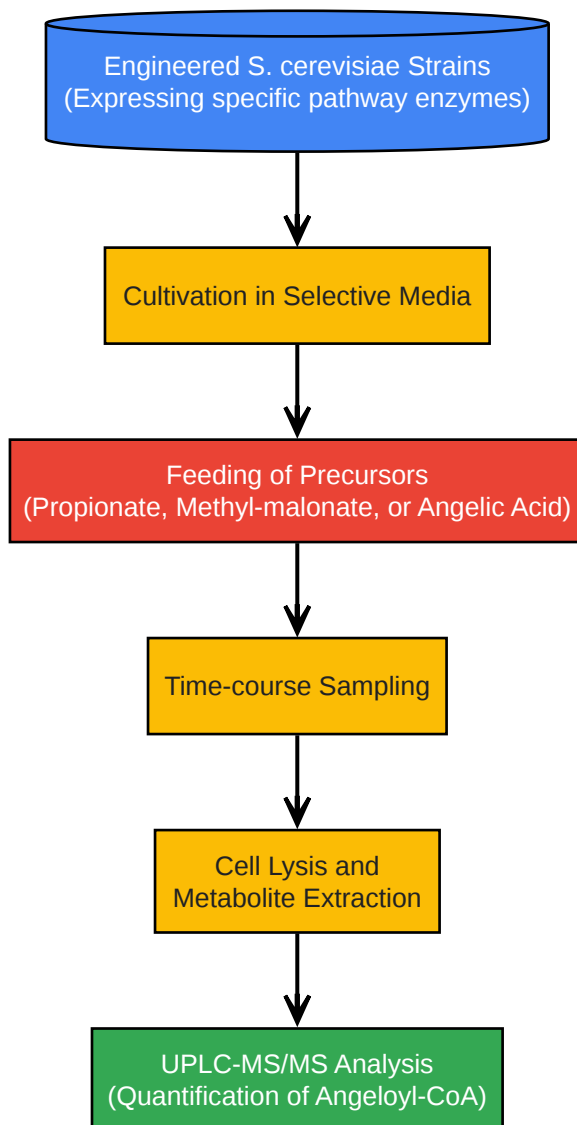 Engineered S. cerevisiae Strains
(Expressing specific pathway enzymes)
Cultivation in Selective Media
Feeding of Precursors
(Propionate, Methyl-malonate, or Angelic Acid)
Time-course Sampling
Cell Lysis and
Metabolite Extraction
UPLC-MS/MS Analysis
(Quantification of Angeloyl-CoA)